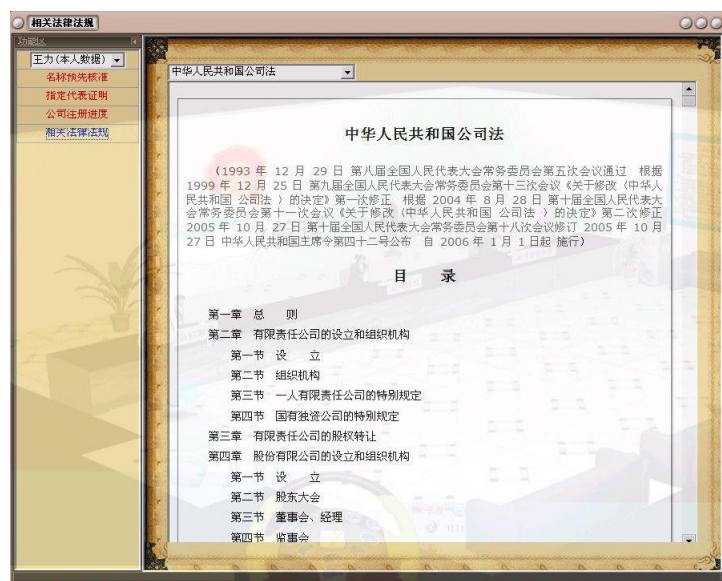 相关法律法规
功能区
王力(本人数据)
名称预先核准
指定代表证明
公司注册进度
相关法律法规
中华人民共和国公司法
中华人民共和国公司法
(1993 年 12 月 29 日 第八届全国人民代表大会常务委员会第五次会议通过 根据
1999 年 12 月 25 日 第九届全国人民代表大会常务委员会第十三次会议《关于修改〈中华人
民共和国 公司法 〉的决定》第一次修正 根据 2004 年 8 月 28 日 第十届全国人民代表大
会常务委员会第十一次会议《关于修改〈中华人民共和国 公司法 〉的决定》第二次修正
2005 年 10 月 27 日 第十届全国人民代表大会常务委员会第十八次会议修订 2005 年 10 月
27 日 中华人民共和国主席令第四十二号公布 自 2006 年 1 月 1 日起 施行)
目 录
第一章 总 则
第二章 有限责任公司的设立和组织机构
第一节 设 立
第二节 组织机构
第三节 一人有限责任公司的特别规定
第四节 国有独资公司的特别规定
第三章 有限责任公司的股权转让
第四章 股份有限公司的设立和组织机构
第一节 设 立
第二节 股东大会
第三节 董事会、经理
第四节 监事会